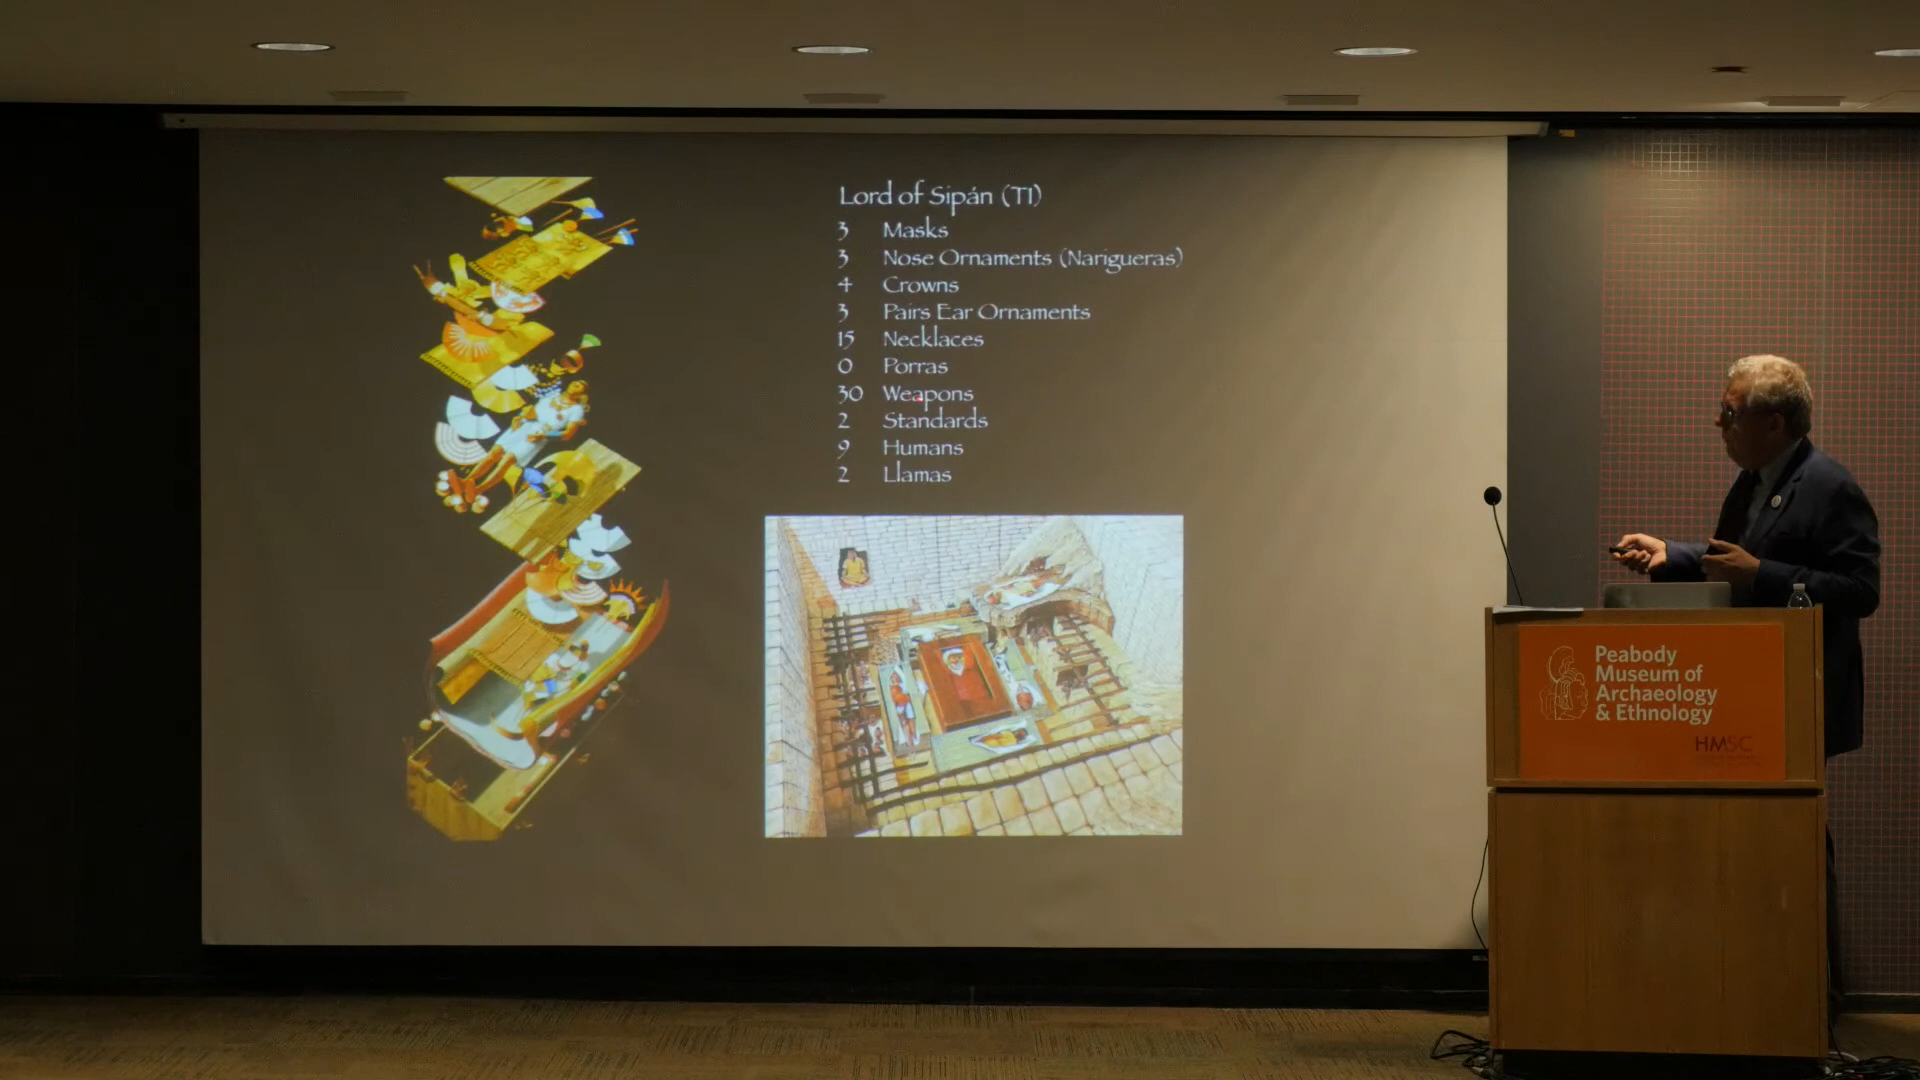 Lord of Sipán (T1)
3 Masks
3 Nose Ornaments (Narigueras)
4 Crowns
3 Pairs Ear Ornaments
15 Necklaces
0 Porras
30 Weapons
2 Standards
9 Humans
2 Llamas
Peabody
Museum of
Archaeology
& Ethnology
HMSC